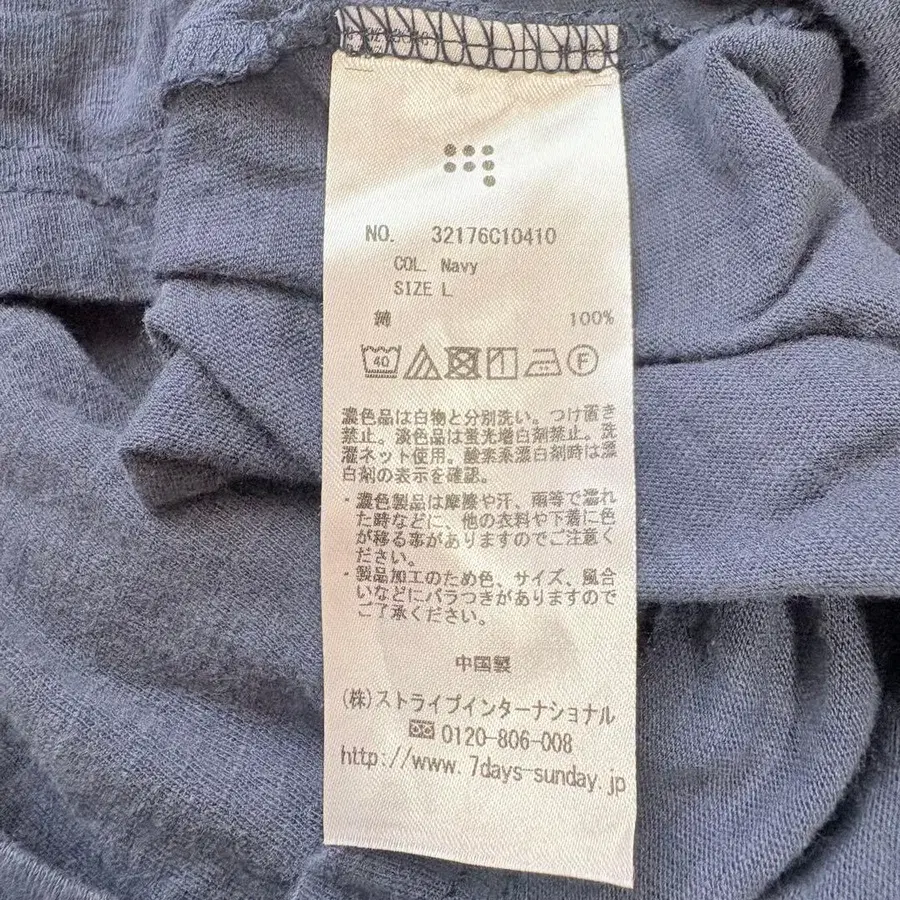 NO. 32176C10410
COL. Navy
SIZE L
綿 100%
40 F
濃色品は白物と分別洗い。つけ置き
禁止。淡色品は蛍光増白剤禁止。洗
濯ネット使用。酸素系漂白剤時は漂
白剤の表示を確認。
・濃色製品は摩擦や汗、雨等で濡れ
た時などに、他の衣料や下着に色
が移る事がありますのでご注意く
ださい。
・製品加工のため色、サイズ、風合
いなどにバラつきがありますので
ご了承ください。
中国製
(株)ストライプインターナショナル
0120-806-008
http://www.7days-sunday.jp